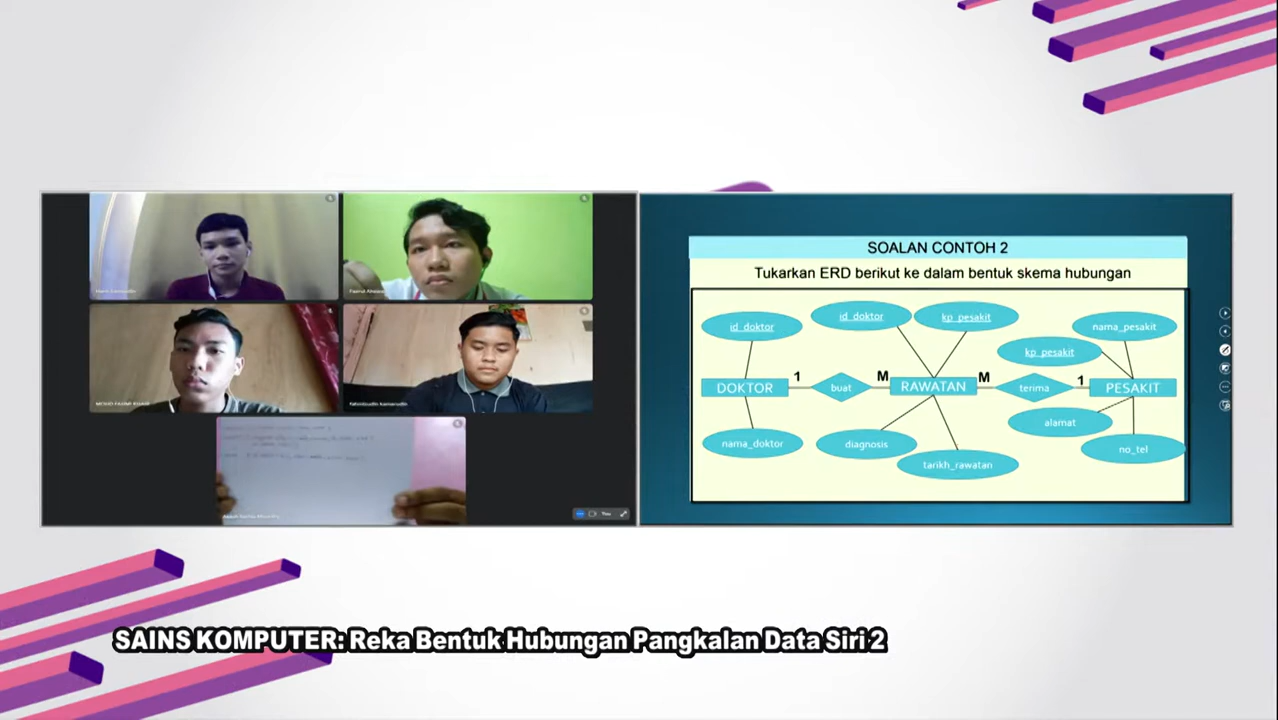 SOALAN CONTOH 2
Tukarkan ERD berikut ke dalam bentuk skema hubungan
id_doktor
id_doktor
kp_pesakit
nama_pesakit
kp_pesakit
DOKTOR
1
buat
M
RAWATAN
M
terima
1
PESAKIT
alamat
nama_doktor
diagnosis
no_tel
tarikh_rawatan
SAINS KOMPUTER: Reka Bentuk Hubungan Pangkalan Data Siri 2